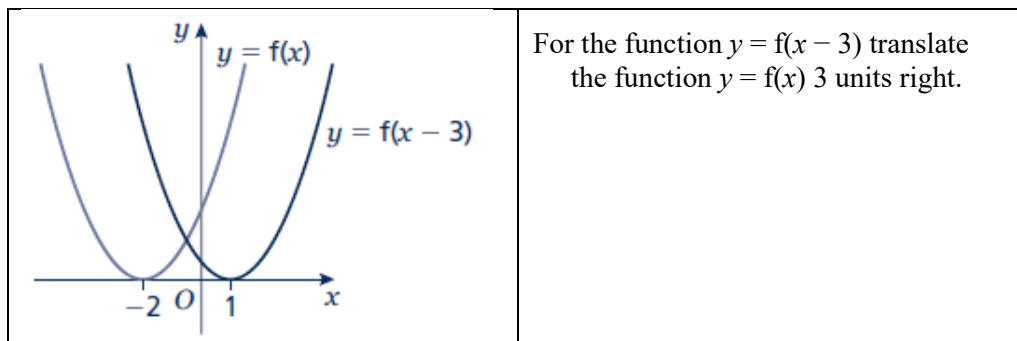 y
y = f(x)
y = f(x – 3)
–2 O 1 x
For the function y = f(x − 3) translate
the function y = f(x) 3 units right.